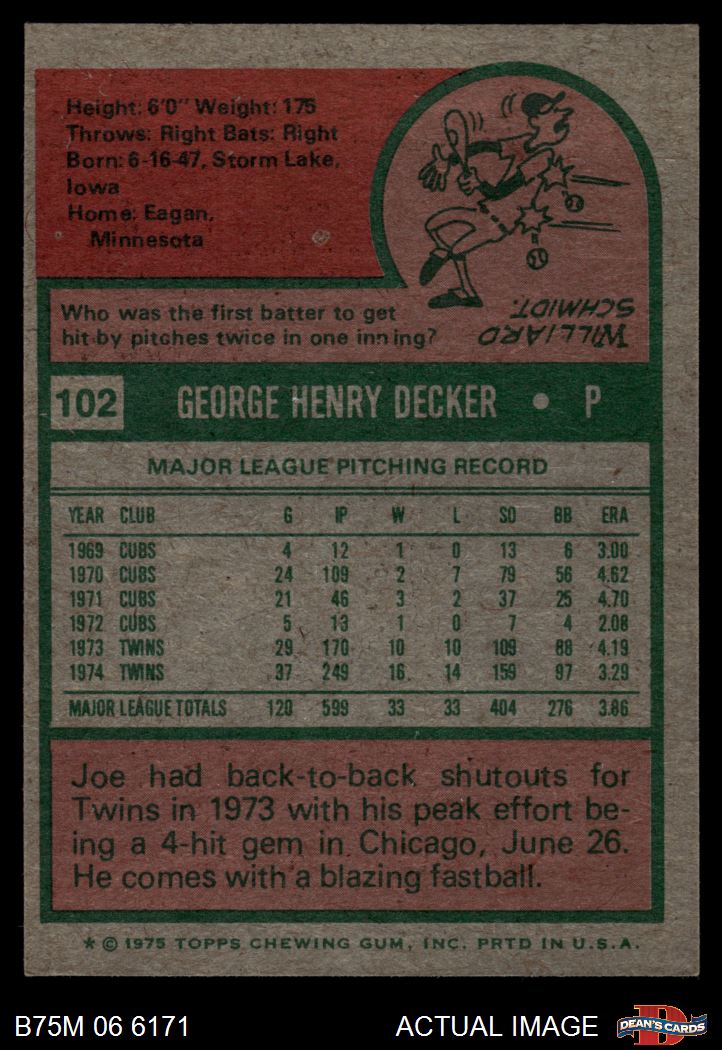 Height: 6'0" Weight: 175
Throws: Right Bats: Right
Born: 6-16-47, Storm Lake,
Iowa
Home: Eagan,
Minnesota
Who was the first batter to get
hit by pitches twice in one inning?
WILLIARD
SCHMIDT.
102 GEORGE HENRY DECKER • P
MAJOR LEAGUE PITCHING RECORD
YEAR CLUB G IP W L SO BB ERA
1969 CUBS 4 12 1 0 13 6 3.00
1970 CUBS 24 109 2 7 79 56 4.62
1971 CUBS 21 46 3 2 37 25 4.70
1972 CUBS 5 13 1 0 7 4 2.08
1973 TWINS 29 170 10 10 109 88 4.19
1974 TWINS 37 249 16 14 159 97 3.29
MAJOR LEAGUE TOTALS 120 599 33 33 404 276 3.86
Joe had back-to-back shutouts for
Twins in 1973 with his peak effort be-
ing a 4-hit gem in Chicago, June 26.
He comes with a blazing fastball.
* © 1975 TOPPS CHEWING GUM, INC. PRTD IN U.S.A.
B75M 06 6171 ACTUAL IMAGE D DEAN'S CARDS